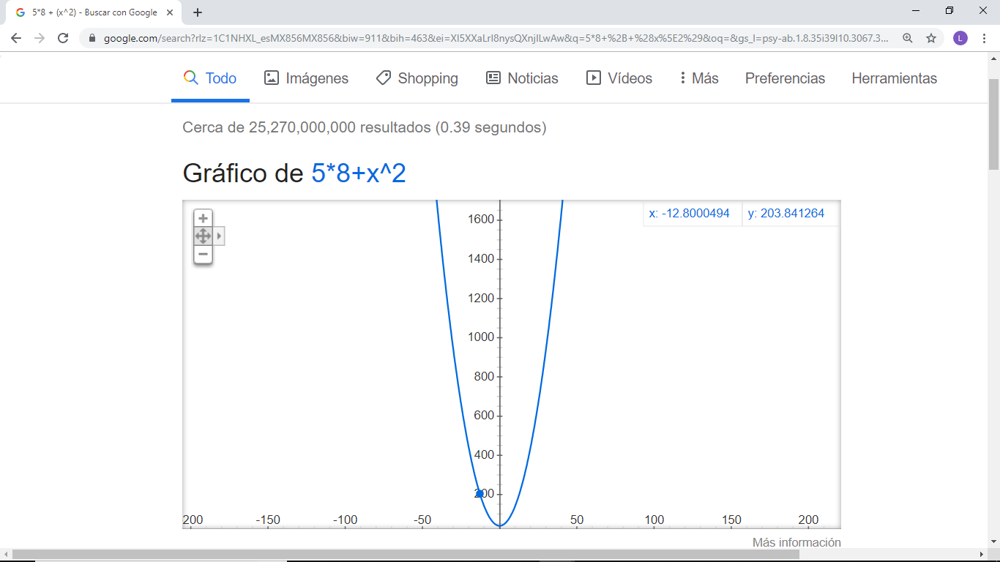 5*8 + (x^2) - Buscar con Google
google.com/search?rlz=1C1NHXL_esMX856MX856&biw=911&bih=463&ei=XI5XXaLrI8nysQXnjILwAw&q=5*8+%2B+%28x%5E2%29&oq=&gs_l=psy-ab.1.8.35i39l10.3067.3...
L
Todo Imágenes Shopping Noticias Vídeos Más Preferencias Herramientas
Cerca de 25,270,000,000 resultados (0.39 segundos)
Gráfico de 5*8+x^2
x: -12.8000494 y: 203.841264
1600
1400
1200
1000
800
600
400
200
200 -150 -100 -50 50 100 150 200
Más información